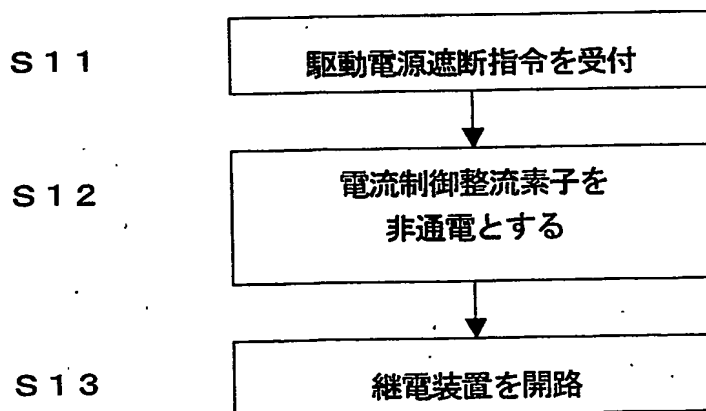 S11
駆動電源遮断指令を受付
S12
電流制御整流素子を
非通電とする
S13
継電装置を開路